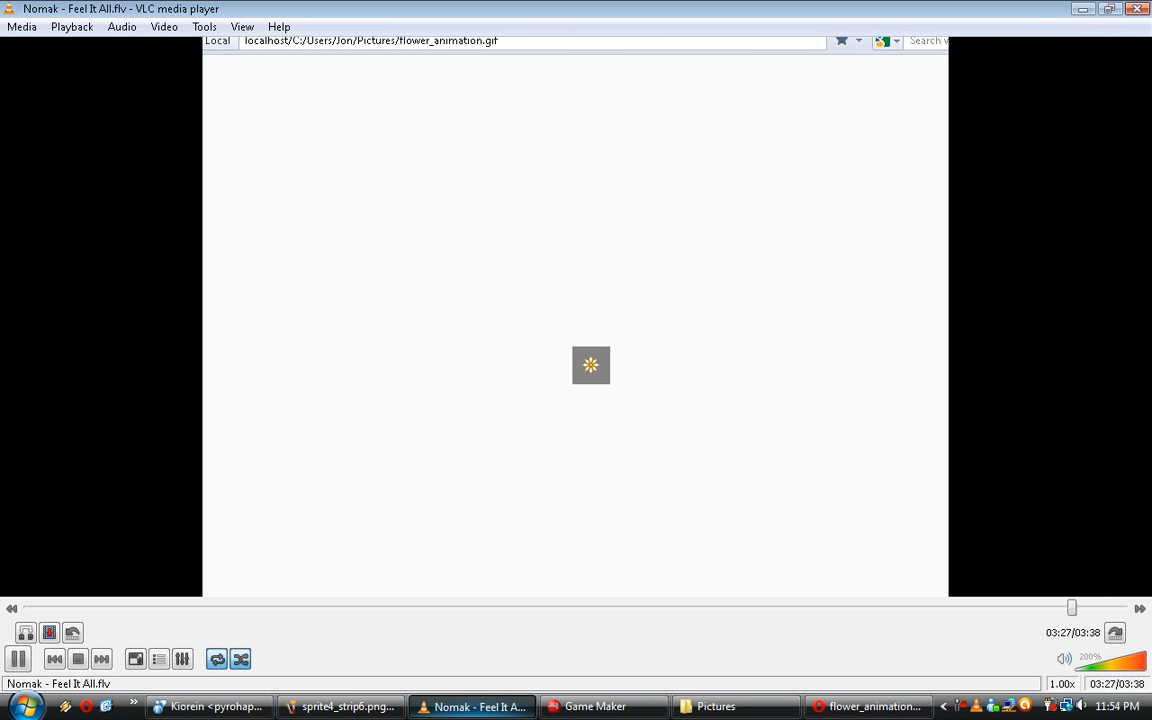 Nomak - Feel It All.flv - VLC media player
Media Playback Audio Video Tools View Help
Local localhost/C:/Users/Jon/Pictures/flower_animation.gif Search
03:27/03:38
200%
Nomak - Feel It All.flv 1.00x 03:27/03:38
Kiorein <pyrohap... sprite4_strip6.png... Nomak - Feel It A... Game Maker Pictures flower_animation... 11:54 PM